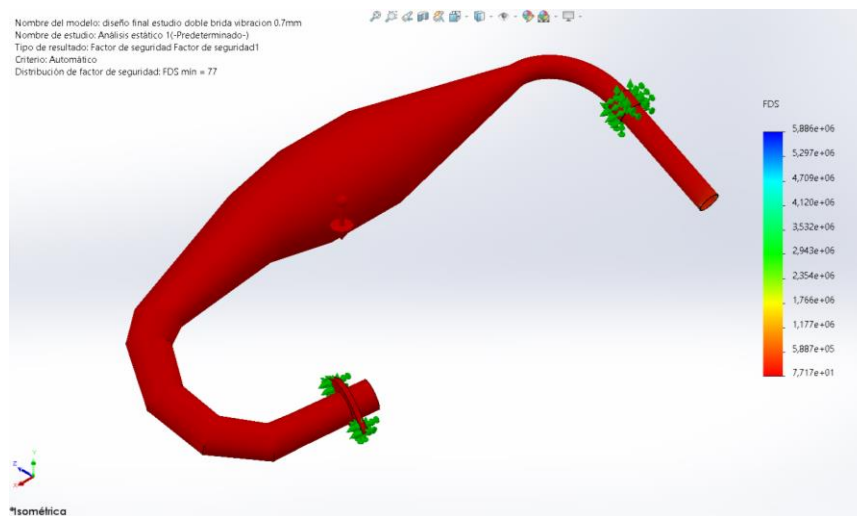 Nombre del modelo: diseño final estudio doble brida vibracion 0.7mm
Nombre de estudio: Análisis estático 1(-Predeterminado-)
Tipo de resultado: Factor de seguridad Factor de seguridad1
Criterio: Automático
Distribución de factor de seguridad: FDS mín = 77
FDS
5,886e+06
5,297e+06
4,709e+06
4,120e+06
3,532e+06
2,943e+06
2,354e+06
1,766e+06
1,177e+06
5,887e+05
7,717e+01
Y
Z
X
*Isométrica